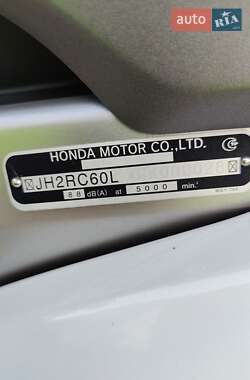 auto RIA
HONDA MOTOR CO.,LTD.
JH2RC60L
88 dB(A) at 5000 min.